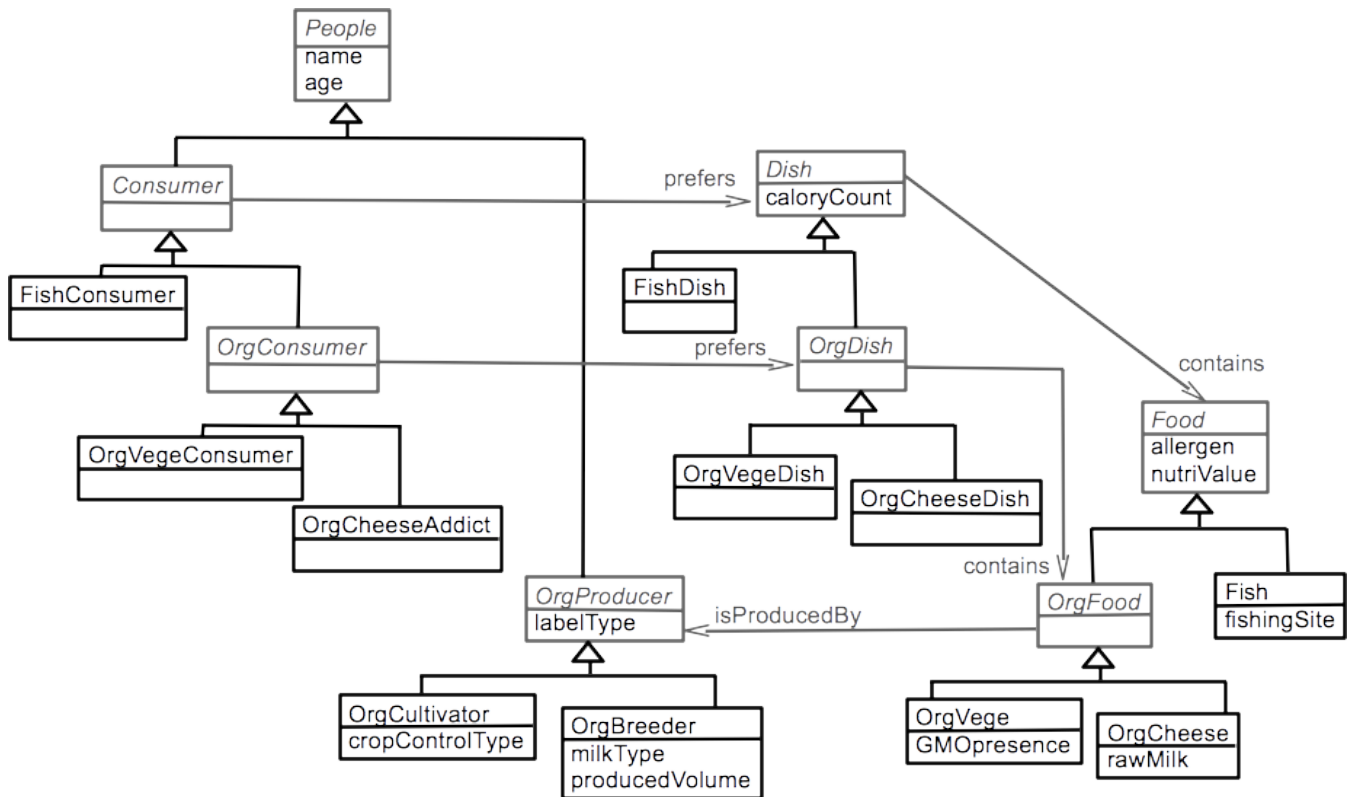 People
name
age
Consumer
prefers
Dish
caloryCount
FishConsumer
FishDish
OrgConsumer
prefers
OrgDish
contains
Food
allergen
nutriValue
OrgVegeConsumer
OrgVegeDish
OrgCheeseDish
OrgCheeseAddict
contains
OrgProducer
labelType
isProducedBy
OrgFood
Fish
fishingSite
OrgCultivator
cropControlType
OrgBreeder
milkType
producedVolume
OrgVege
GMOpresence
OrgCheese
rawMilk